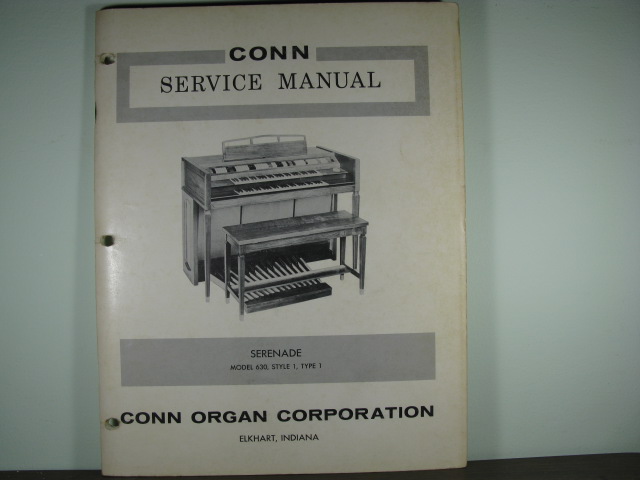 CONN
SERVICE MANUAL
SERENADE
MODEL 630, STYLE 1, TYPE 1
CONN ORGAN CORPORATION
ELKHART, INDIANA